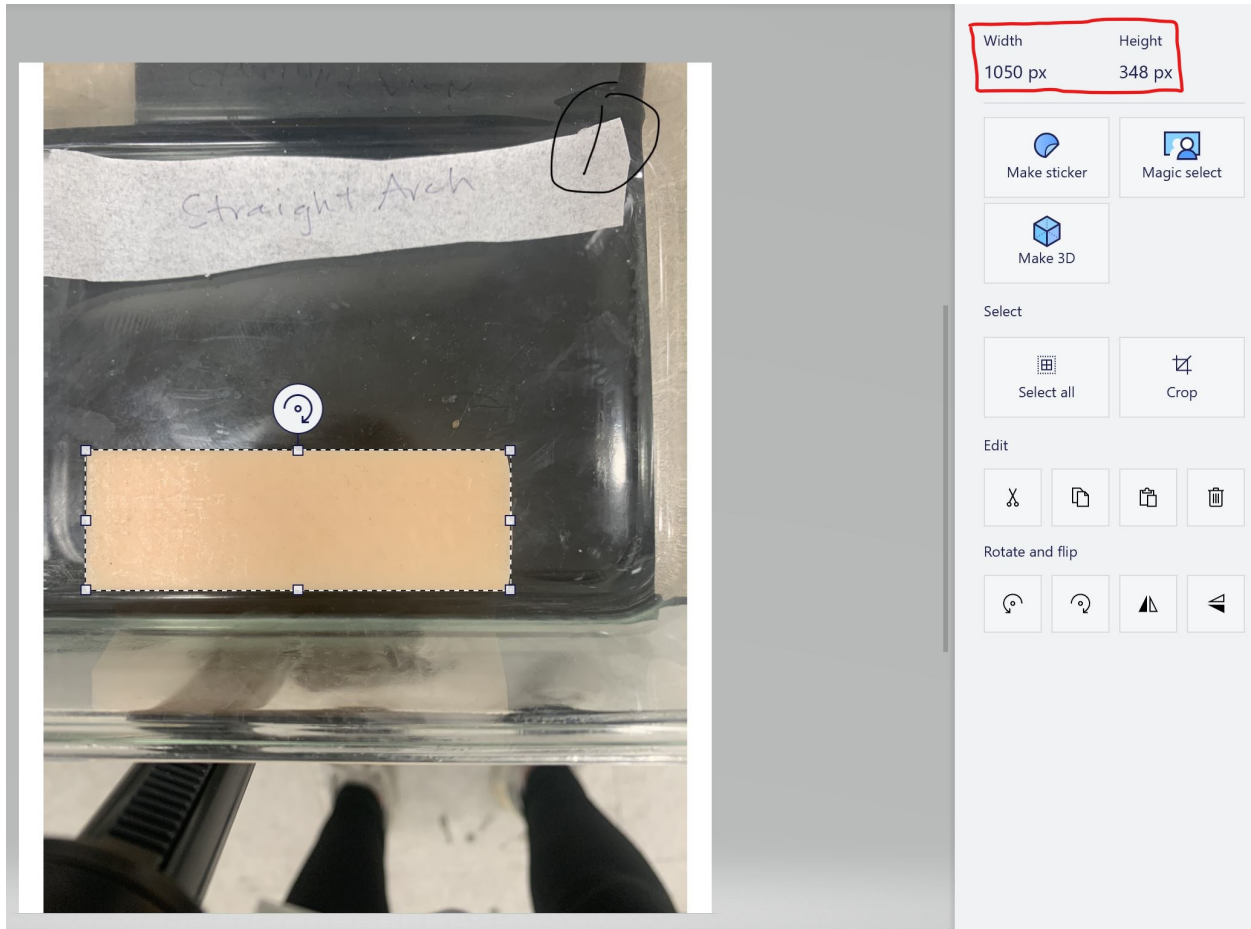 Width Height
1050 px 348 px
1
Straight Arch
Make sticker Magic select
Make 3D
Select
Select all Crop
Edit
Rotate and flip